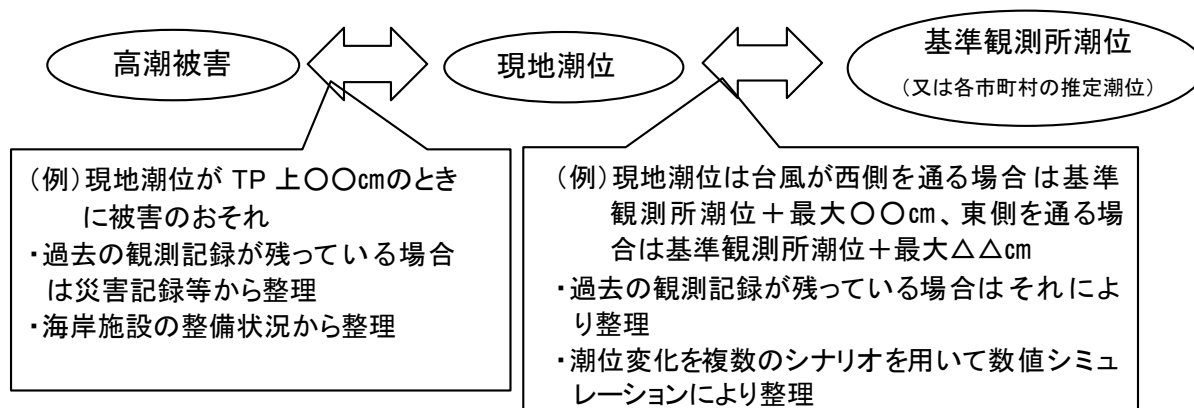 高潮被害
現地潮位
基準観測所潮位
（又は各市町村の推定潮位）
（例）現地潮位が TP 上〇〇㎝のとき
に被害のおそれ
・過去の観測記録が残っている場合
は災害記録等から整理
・海岸施設の整備状況から整理
（例）現地潮位は台風が西側を通る場合は基準
観測所潮位＋最大〇〇㎝、東側を通る場
合は基準観測所潮位＋最大△△㎝
・過去の観測記録が残っている場合はそれによ
り整理
・潮位変化を複数のシナリオを用いて数値シミュ
レーションにより整理